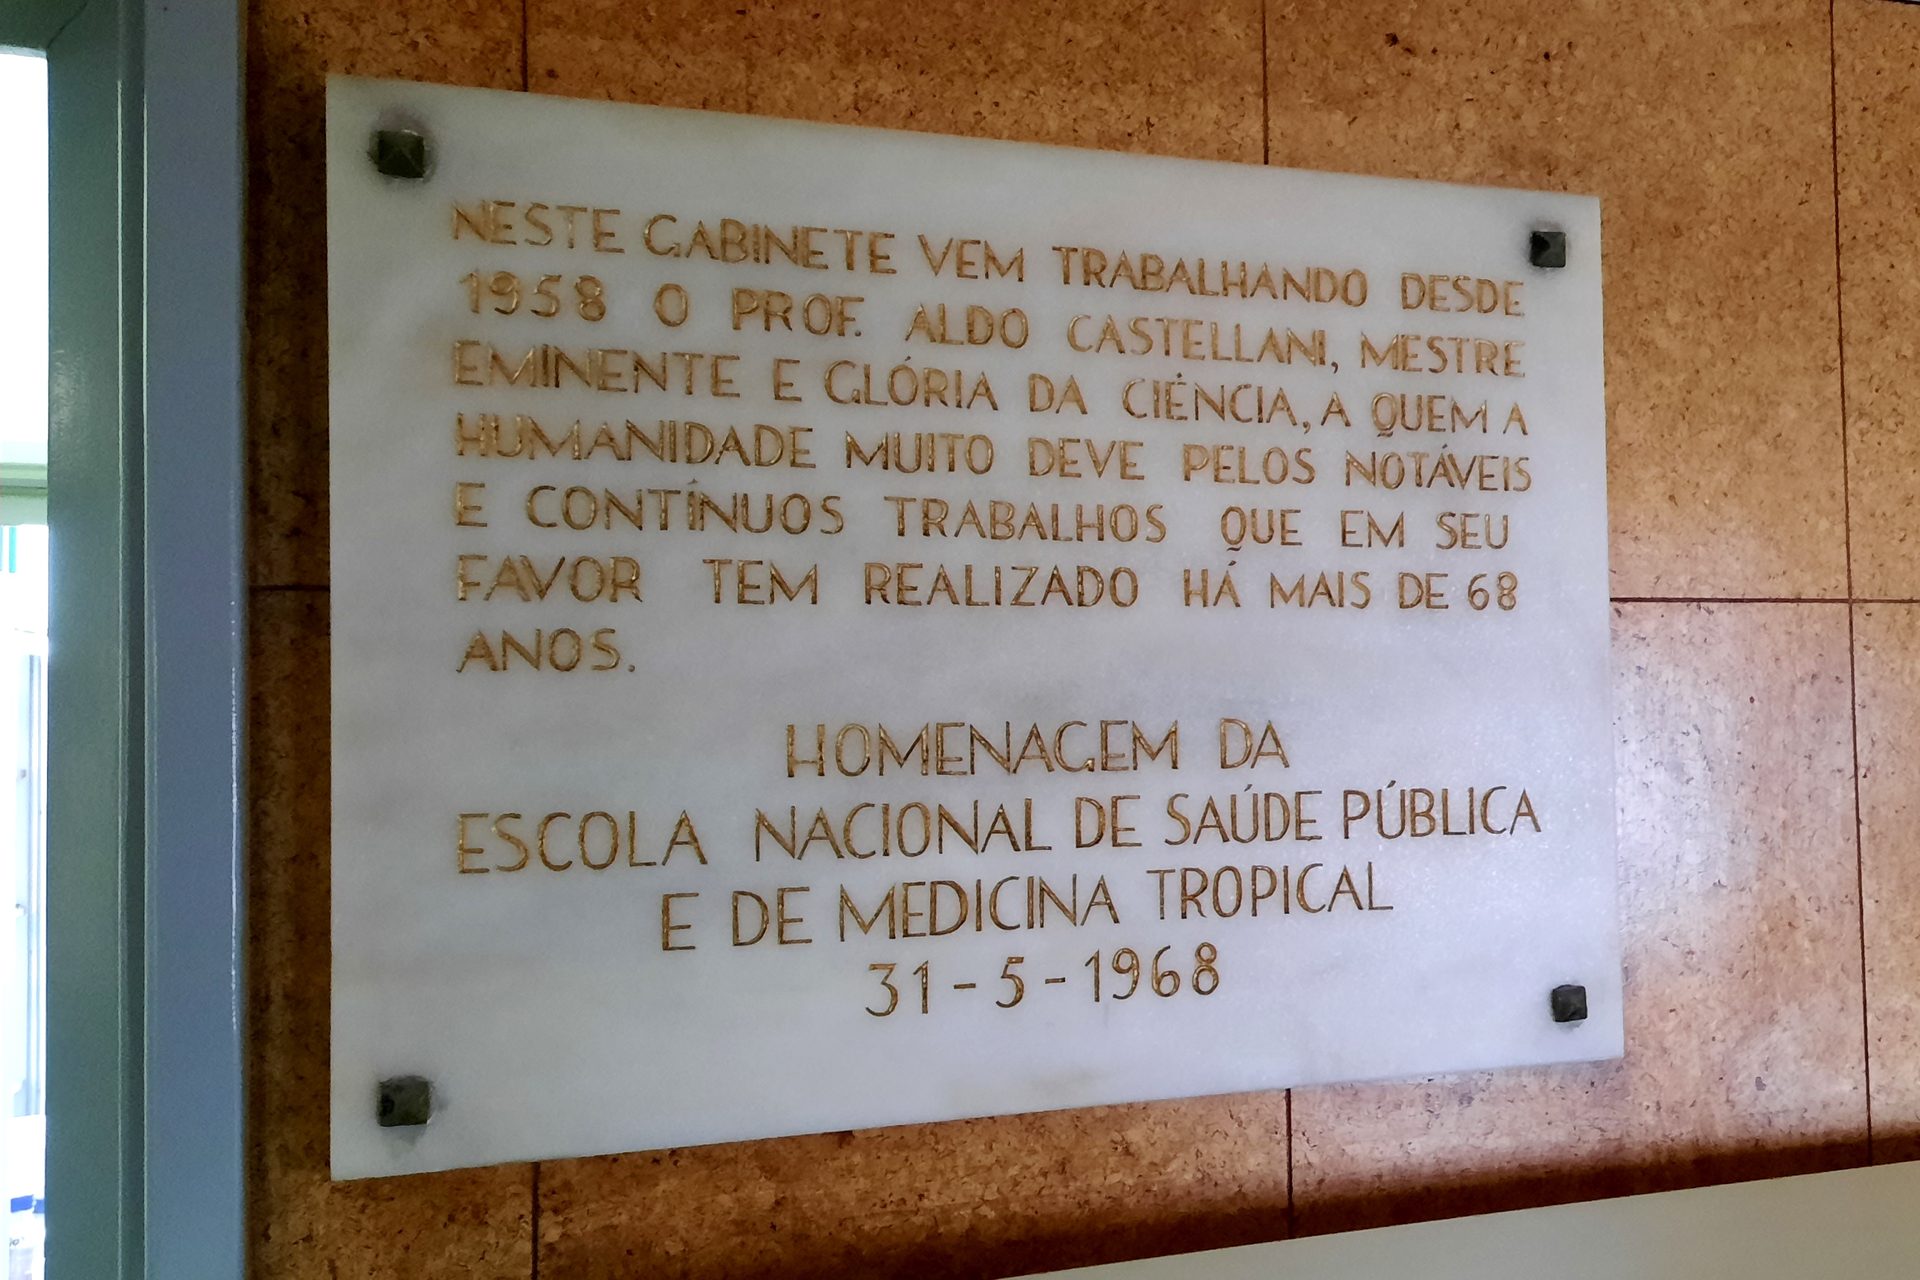 NESTE GABINETE VEM TRABALHANDO DESDE
1958 O PROF. ALDO CASTELLANI, MESTRE
EMINENTE E GLÓRIA DA CIÊNCIA, A QUEM A
HUMANIDADE MUITO DEVE PELOS NOTÁVEIS
E CONTÍNUOS TRABALHOS QUE EM SEU
FAVOR TEM REALIZADO HÁ MAIS DE 68
ANOS.
HOMENAGEM DA
ESCOLA NACIONAL DE SAÚDE PÚBLICA
E DE MEDICINA TROPICAL
31-5-1968